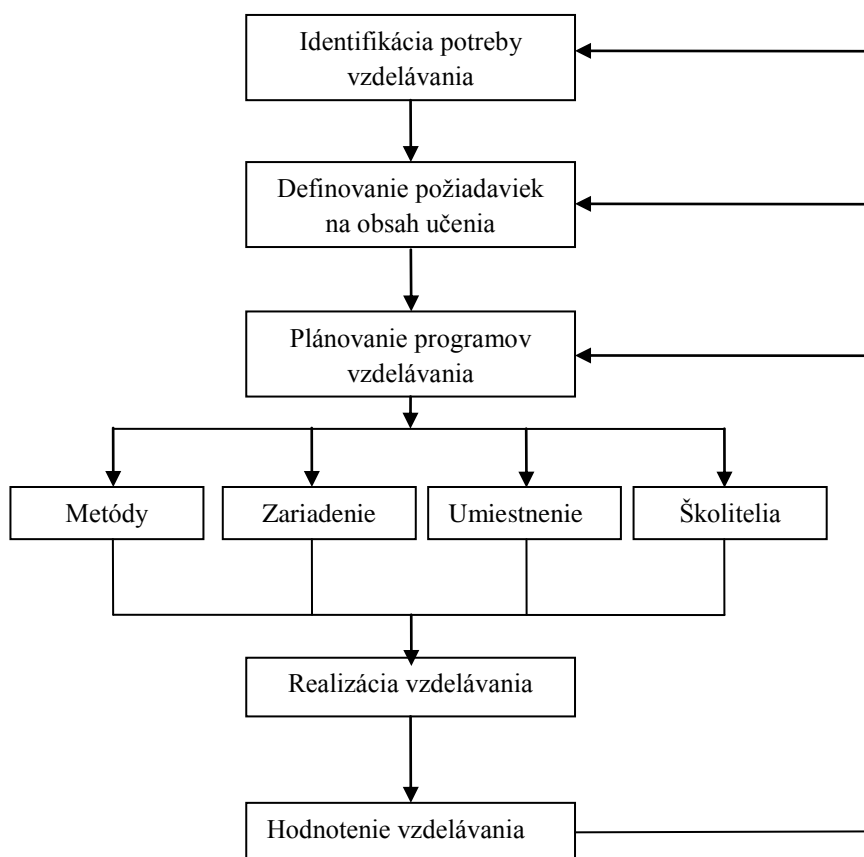 Identifikácia potreby
vzdelávania
Definovanie požiadaviek
na obsah učenia
Plánovanie programov
vzdelávania
Metódy
Zariadenie
Umiestnenie
Školitelia
Realizácia vzdelávania
Hodnotenie vzdelávania